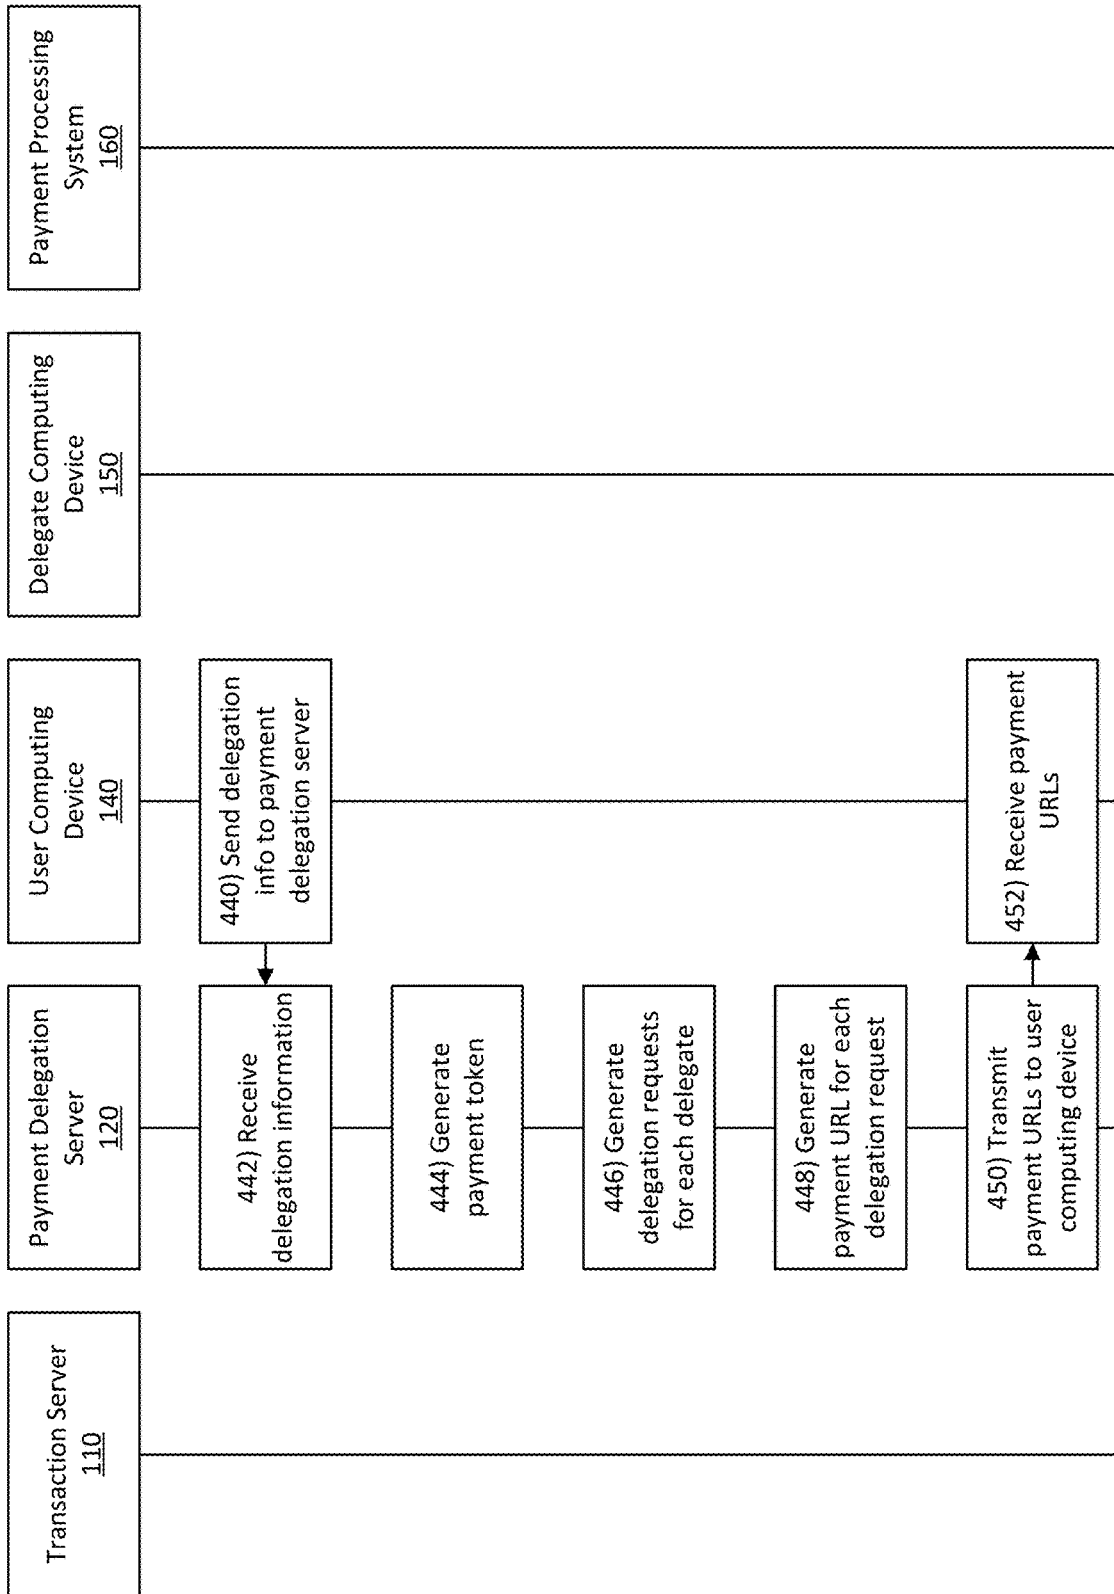 Transaction Server
110
Payment Delegation
Server
120
User Computing
Device
140
Delegate Computing
Device
150
Payment Processing
System
160
440) Send delegation
info to payment
delegation server
442) Receive
delegation information
444) Generate
payment token
446) Generate
delegation requests
for each delegate
448) Generate
payment URL for each
delegation request
450) Transmit
payment URLs to user
computing device
452) Receive payment
URLs